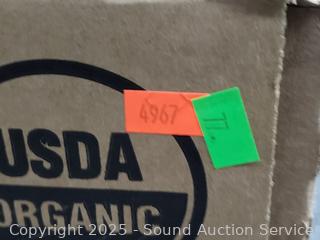 4967
USDA
ORGANIC
Copyright 2025 - Sound Auction Service